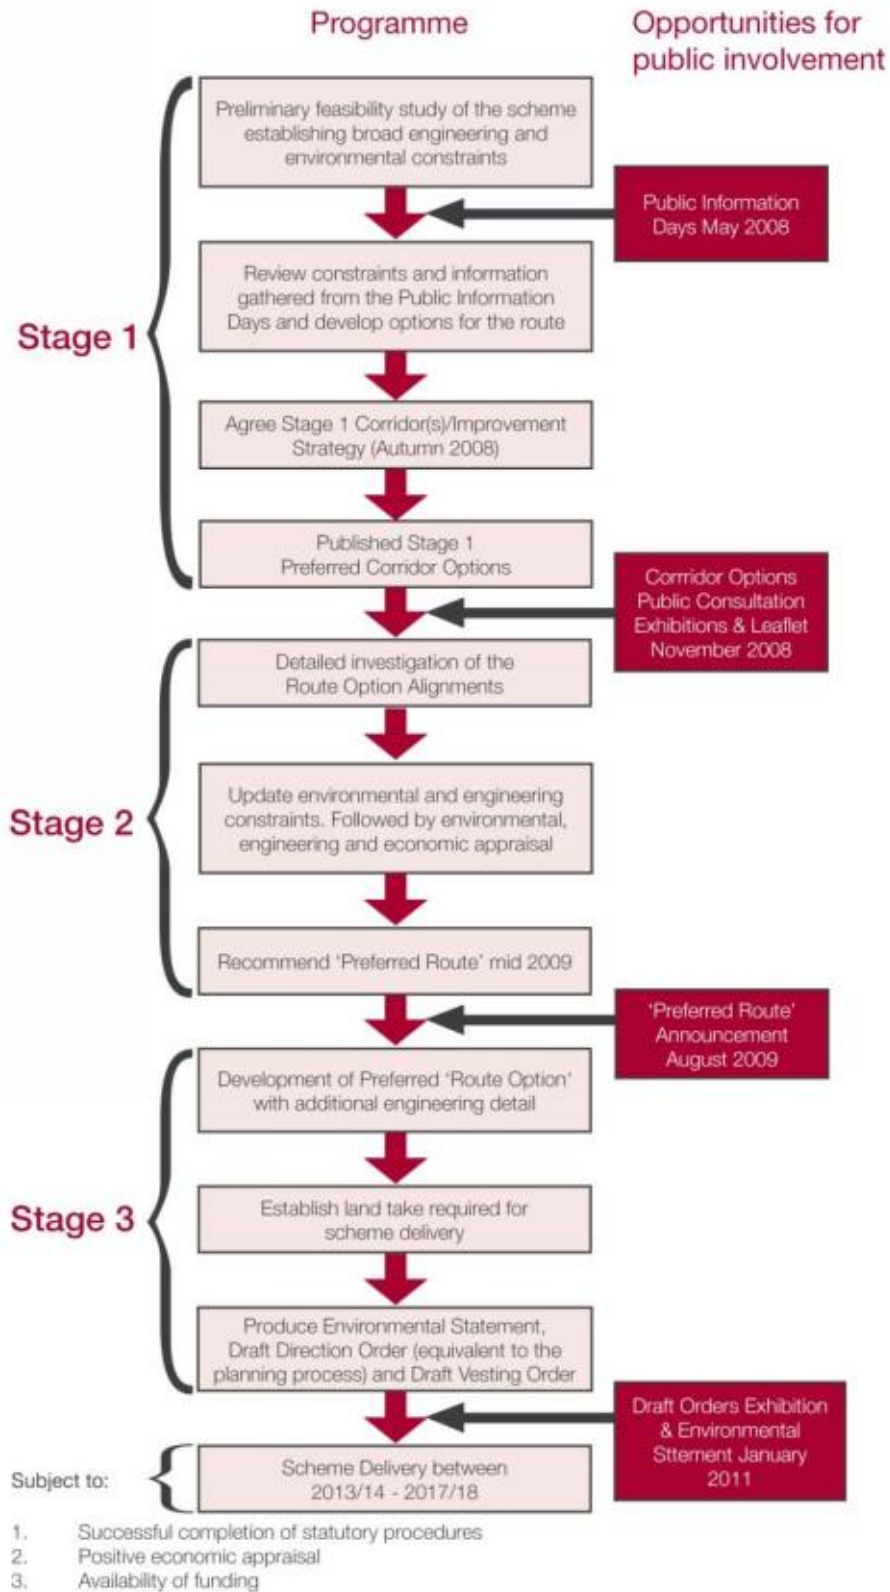 Programme
Opportunities for
public involvement
Preliminary feasibility study of the scheme
establishing broad engineering and
environmental constraints
Public Information
Days May 2008
Stage 1
Review constraints and information
gathered from the Public Information
Days and develop options for the route
Agree Stage 1 Corridor(s)/Improvement
Strategy (Autumn 2008)
Published Stage 1
Preferred Corridor Options
Corrridor Options
Public Consultation
Exhibitions & Leaflet
November 2008
Stage 2
Detailed investigation of the
Route Option Alignments
Update environmental and engineering
constraints. Followed by environmental,
engineering and economic appraisal
Recommend 'Preferred Route' mid 2009
'Preferred Route'
Announcement
August 2009
Stage 3
Development of Preferred 'Route Option'
with additional engineering detail
Establish land take required for
scheme delivery
Produce Environmental Statement,
Draft Direction Order (equivalent to the
planning process) and Draft Vesting Order
Draft Orders Exhibition
& Environmental
Sttement January
2011
Subject to:
Scheme Delivery between
2013/14 - 2017/18
1. Successful completion of statutory procedures
2. Positive economic appraisal
3. Availability of funding